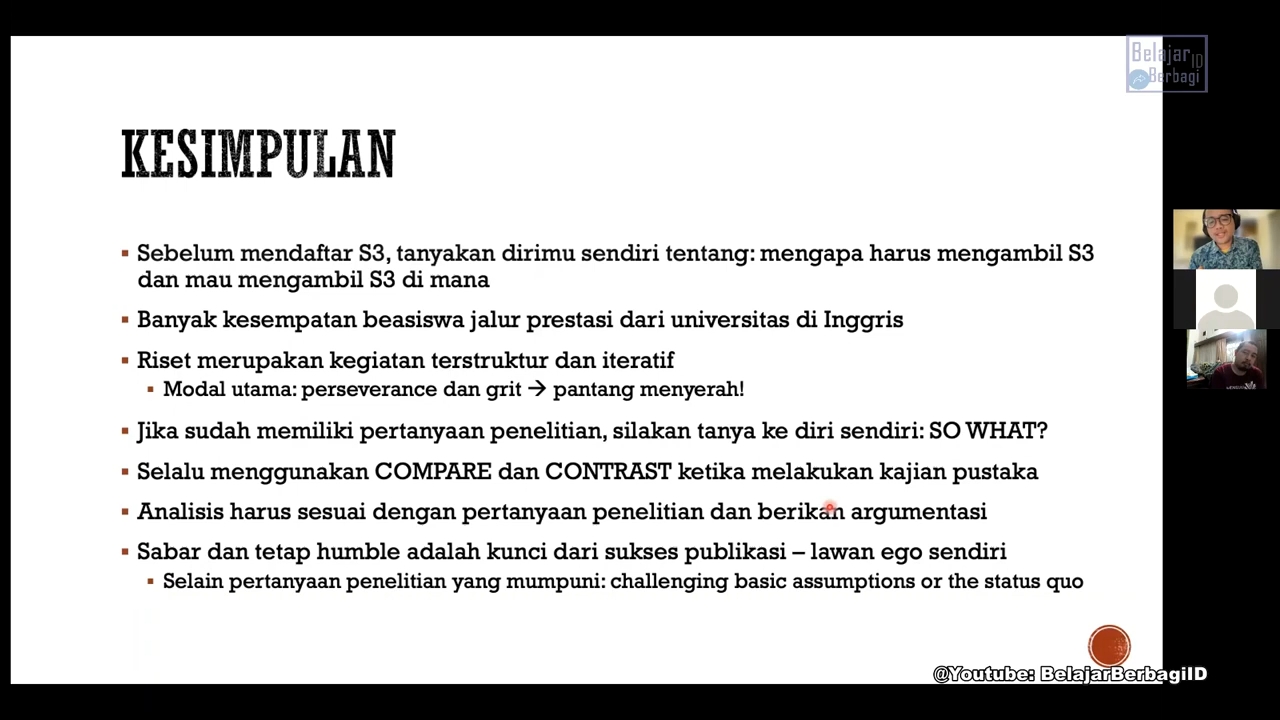 Belajar ID
Berbagi
KESIMPULAN
▪ Sebelum mendaftar S3, tanyakan dirimu sendiri tentang: mengapa harus mengambil S3
dan mau mengambil S3 di mana
▪ Banyak kesempatan beasiswa jalur prestasi dari universitas di Inggris
▪ Riset merupakan kegiatan terstruktur dan iteratif
▪ Modal utama: perseverance dan grit → pantang menyerah!
▪ Jika sudah memiliki pertanyaan penelitian, silakan tanya ke diri sendiri: SO WHAT?
▪ Selalu menggunakan COMPARE dan CONTRAST ketika melakukan kajian pustaka
▪ Analisis harus sesuai dengan pertanyaan penelitian dan berikan argumentasi
▪ Sabar dan tetap humble adalah kunci dari sukses publikasi – lawan ego sendiri
▪ Selain pertanyaan penelitian yang mumpuni: challenging basic assumptions or the status quo
@Youtube: BelajarBerbagiID